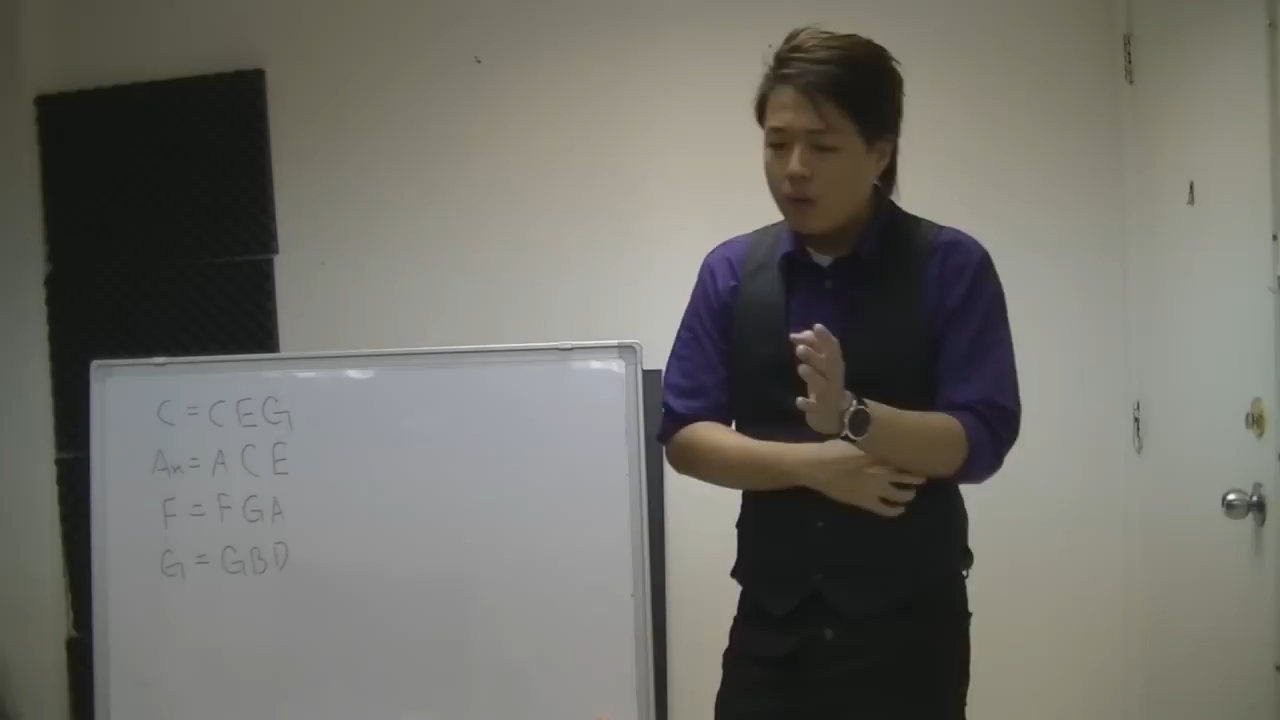 C = C E G
Am = A C E
F = F G A
G = G B D